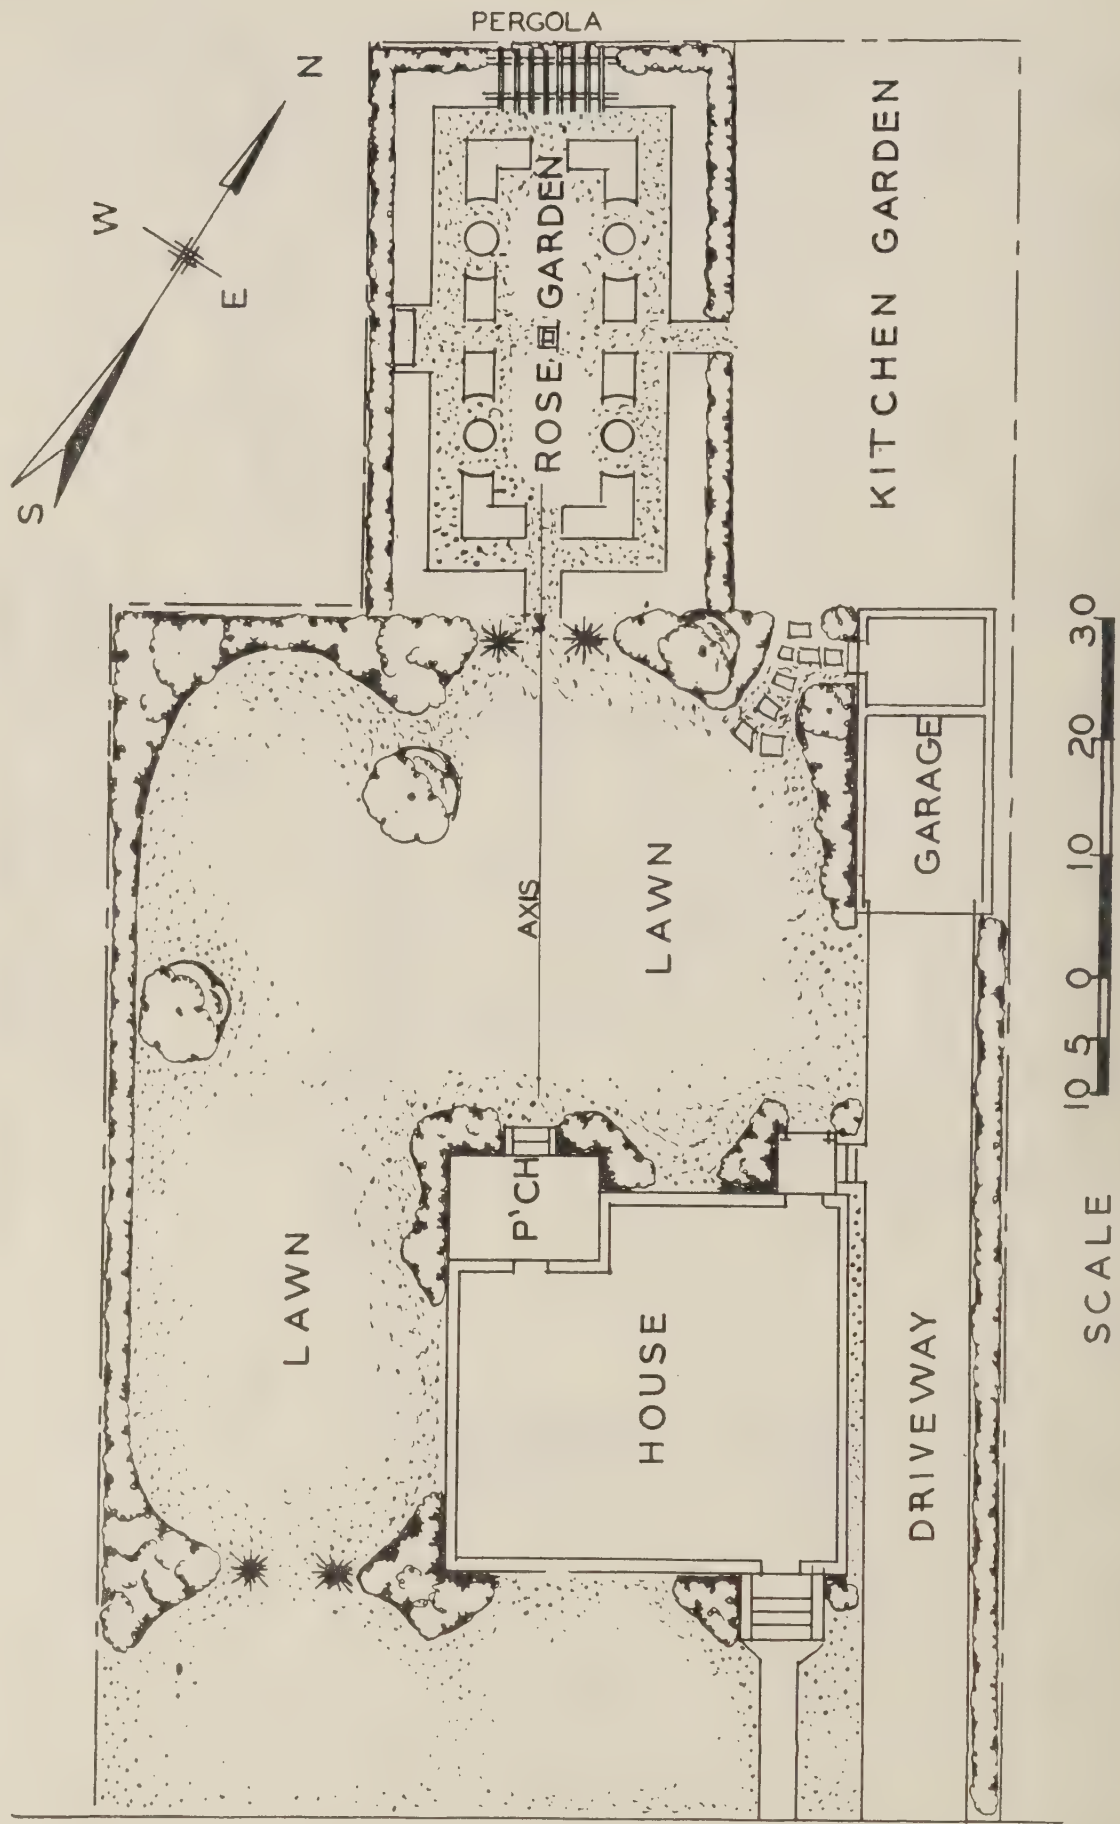 PERGOLA
N
W
E
S
ROSE GARDEN
KITCHEN GARDEN
AXIS
LAWN
GARAGE
P'CH
LAWN
HOUSE
DRIVEWAY
10 5 0 10 20 30
SCALE